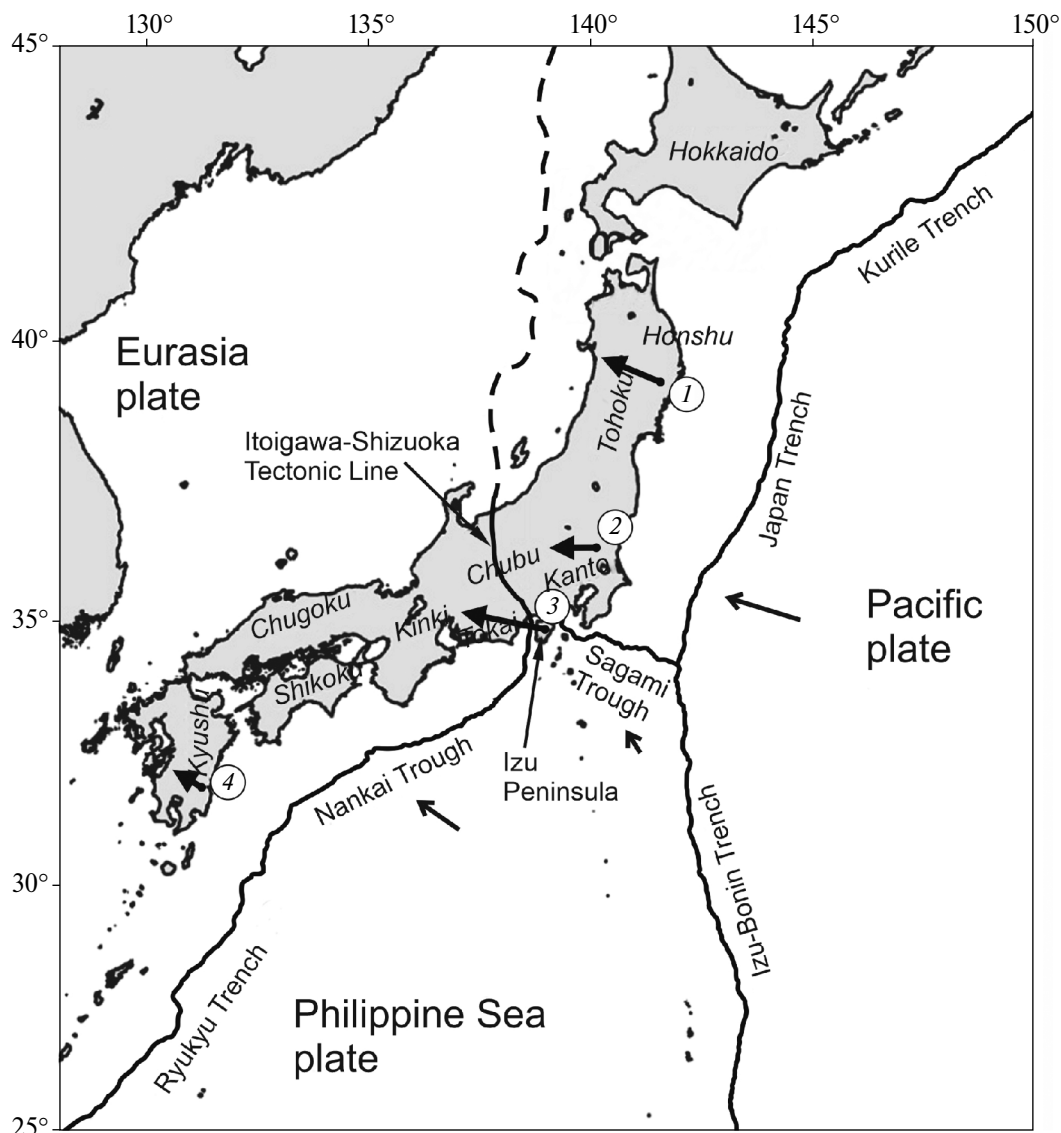 130° 135° 140° 145° 150°
45°
Hokkaido
Kurile Trench
40°
Honshu
Eurasia
plate
1
Tohoku
Japan Trench
Itoigawa-Shizuoka
Tectonic Line
2
Chubu
Kanto
3
35°
Chugoku
Kinki
Tokai
Pacific
plate
Sagami
Trough
Shikoku
Kyushu
4
Nankai Trough
Izu
Peninsula
Izu-Bonin Trench
30°
Ryukyu Trench
Philippine Sea
plate
25°